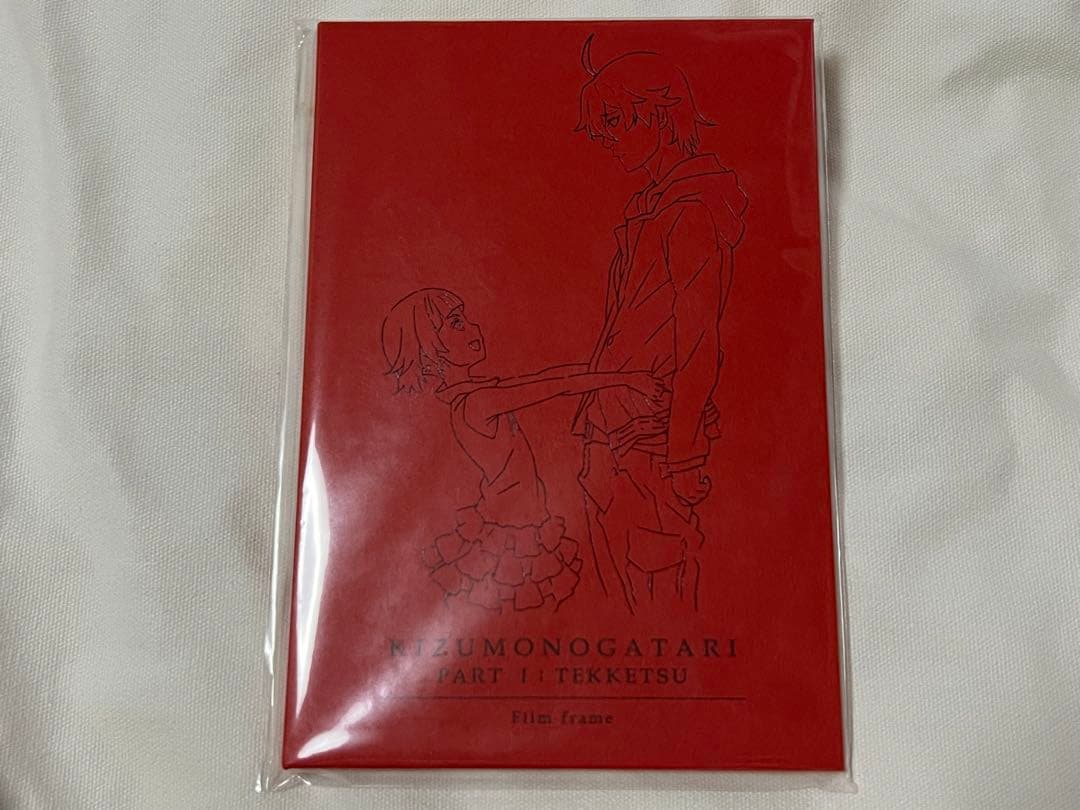 KIZUMONOGATARI
PART I : TEKKETSU
Film frame